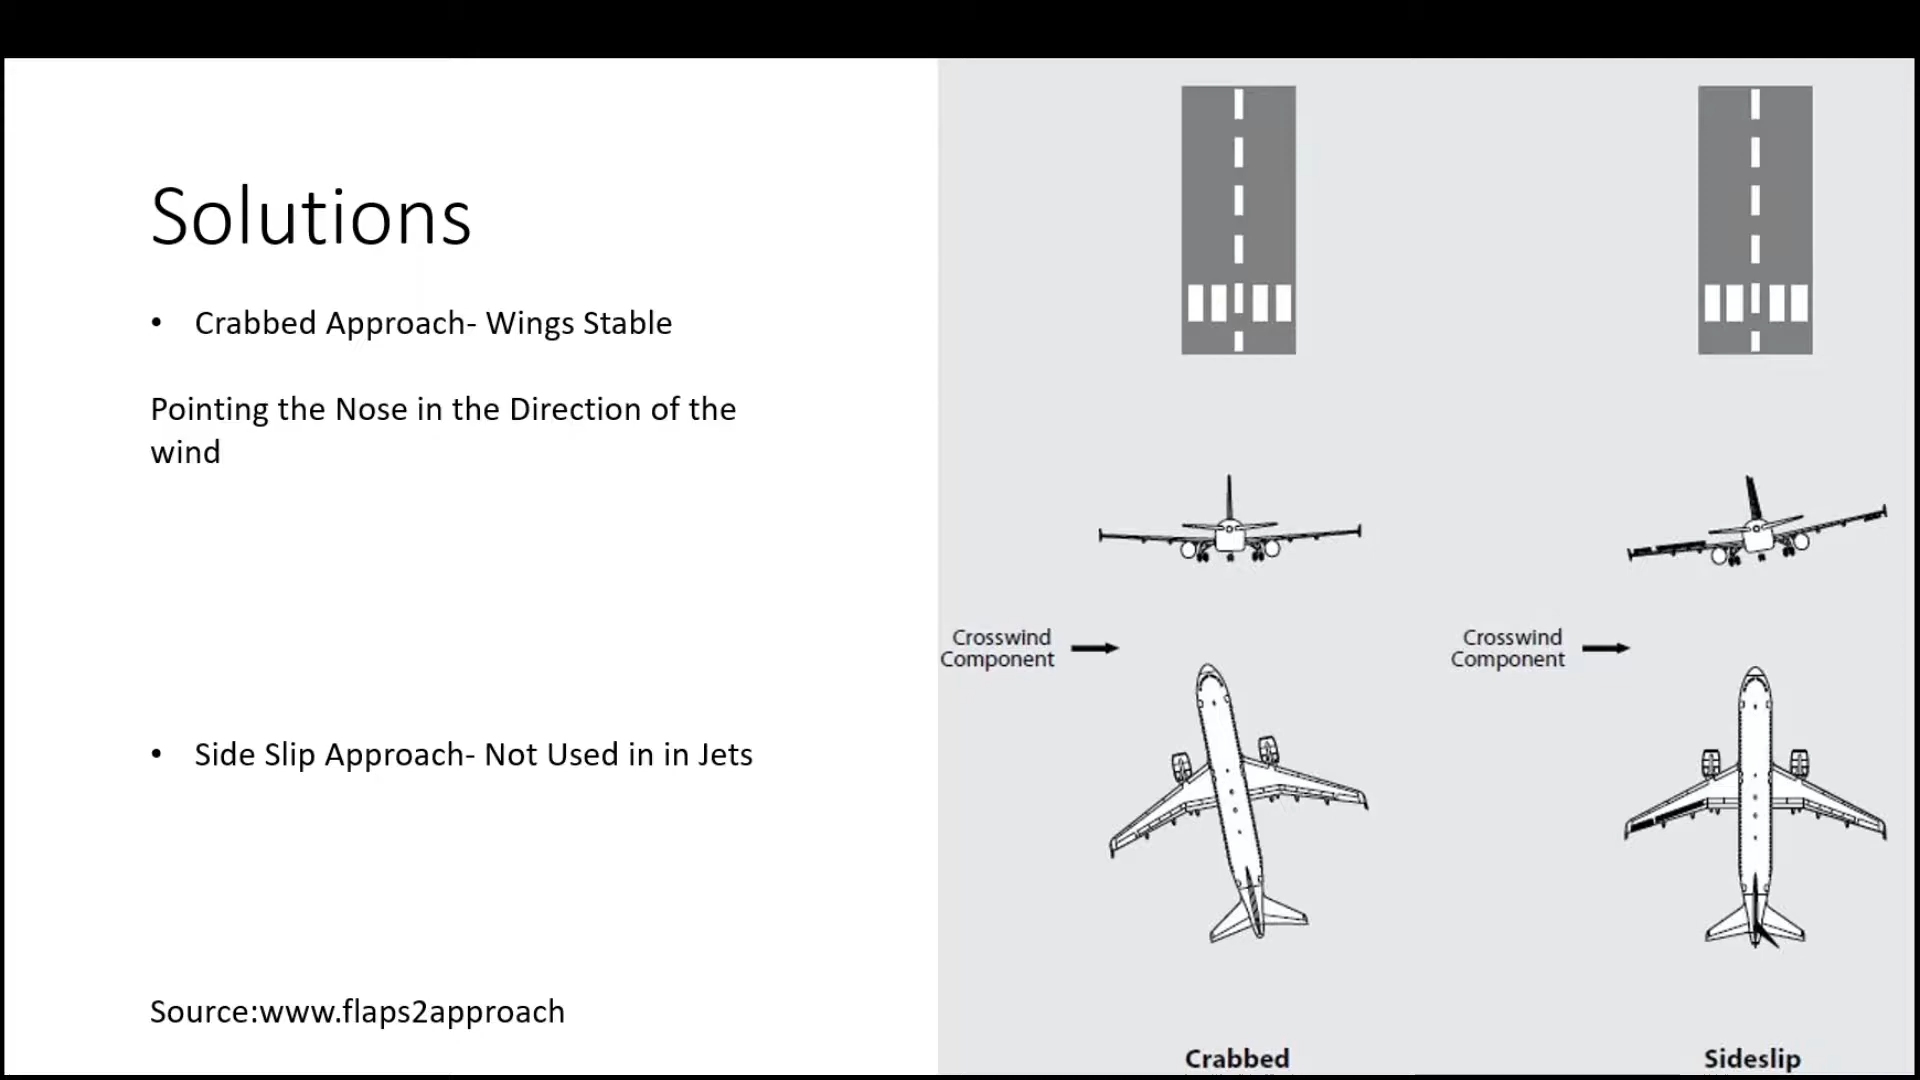 Solutions
• Crabbed Approach- Wings Stable
Pointing the Nose in the Direction of the
wind
• Side Slip Approach- Not Used in in Jets
Source:www.flaps2approach
Crosswind
Component
Crosswind
Component
Crabbed
Sideslip